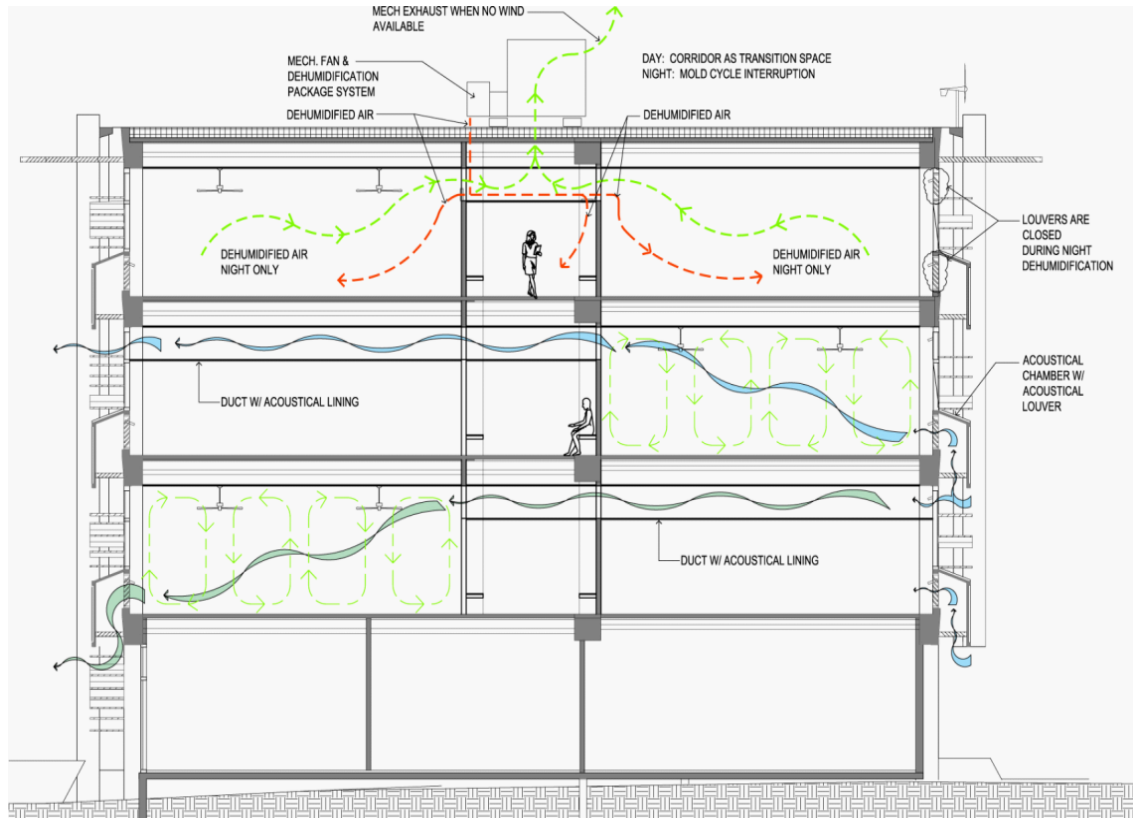 MECH EXHAUST WHEN NO WIND
AVAILABLE
MECH. FAN &
DEHUMIDIFICATION
PACKAGE SYSTEM
DAY: CORRIDOR AS TRANSITION SPACE
NIGHT: MOLD CYCLE INTERRUPTION
DEHUMIDIFIED AIR
DEHUMIDIFIED AIR
DEHUMIDIFIED AIR
NIGHT ONLY
DEHUMIDIFIED AIR
NIGHT ONLY
LOUVERS ARE
CLOSED
DURING NIGHT
DEHUMIDIFICATION
DUCT W/ ACOUSTICAL LINING
ACOUSTICAL
CHAMBER W/
ACOUSTICAL
LOUVER
DUCT W/ ACOUSTICAL LINING